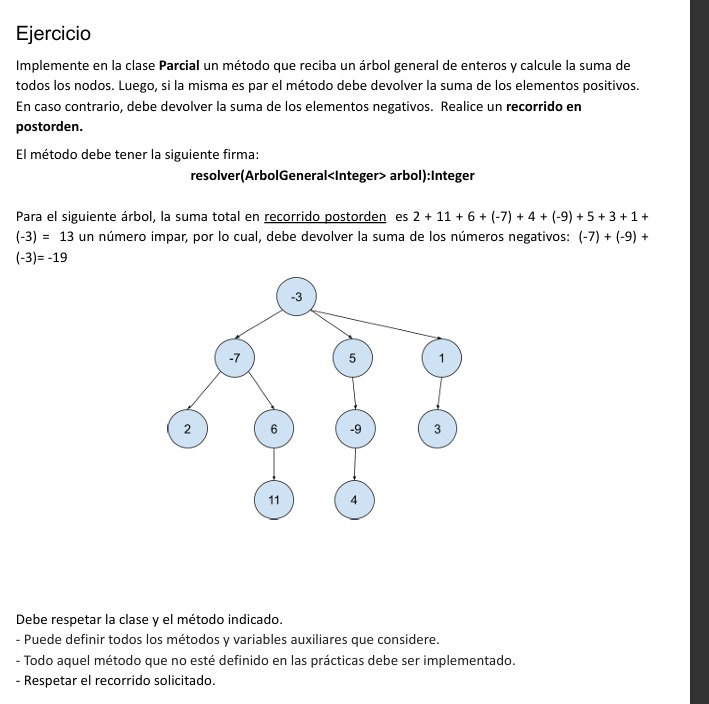 Ejercicio
Implemente en la clase Parcial un método que reciba un árbol general de enteros y calcule la suma de
todos los nodos. Luego, si la misma es par el método debe devolver la suma de los elementos positivos.
En caso contrario, debe devolver la suma de los elementos negativos. Realice un recorrido en
postorden.
El método debe tener la siguiente firma:
resolver(ArbolGeneral<Integer> arbol):Integer
Para el siguiente árbol, la suma total en recorrido postorden es 2 + 11 + 6 + (-7) + 4 + (-9) + 5 + 3 + 1 +
(-3) = 13 un número impar, por lo cual, debe devolver la suma de los números negativos: (-7) + (-9) +
(-3)= -19
-3
-7 5 1
2 6 -9 3
11 4
Debe respetar la clase y el método indicado.
- Puede definir todos los métodos y variables auxiliares que considere.
- Todo aquel método que no esté definido en las prácticas debe ser implementado.
- Respetar el recorrido solicitado.